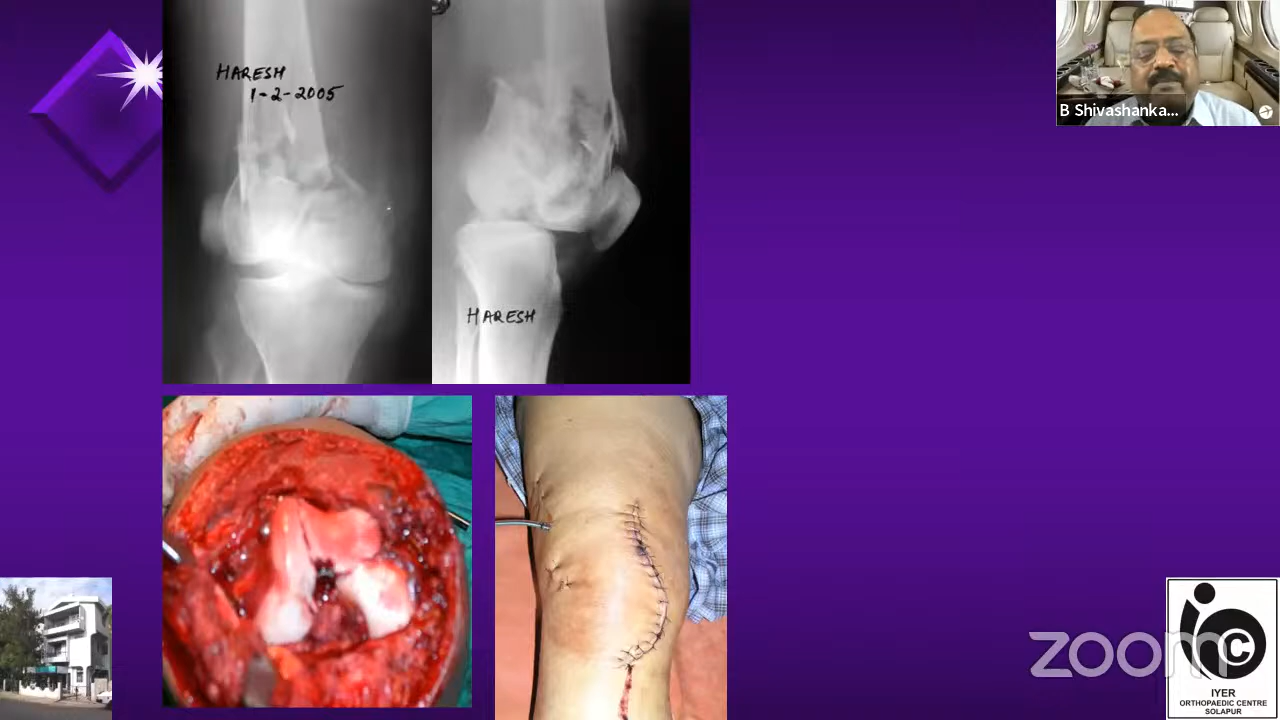 HARESH
1-2-2005
HARESH
B Shivashanka...
zoom
IYER
ORTHOPAEDIC CENTRE
SOLAPUR